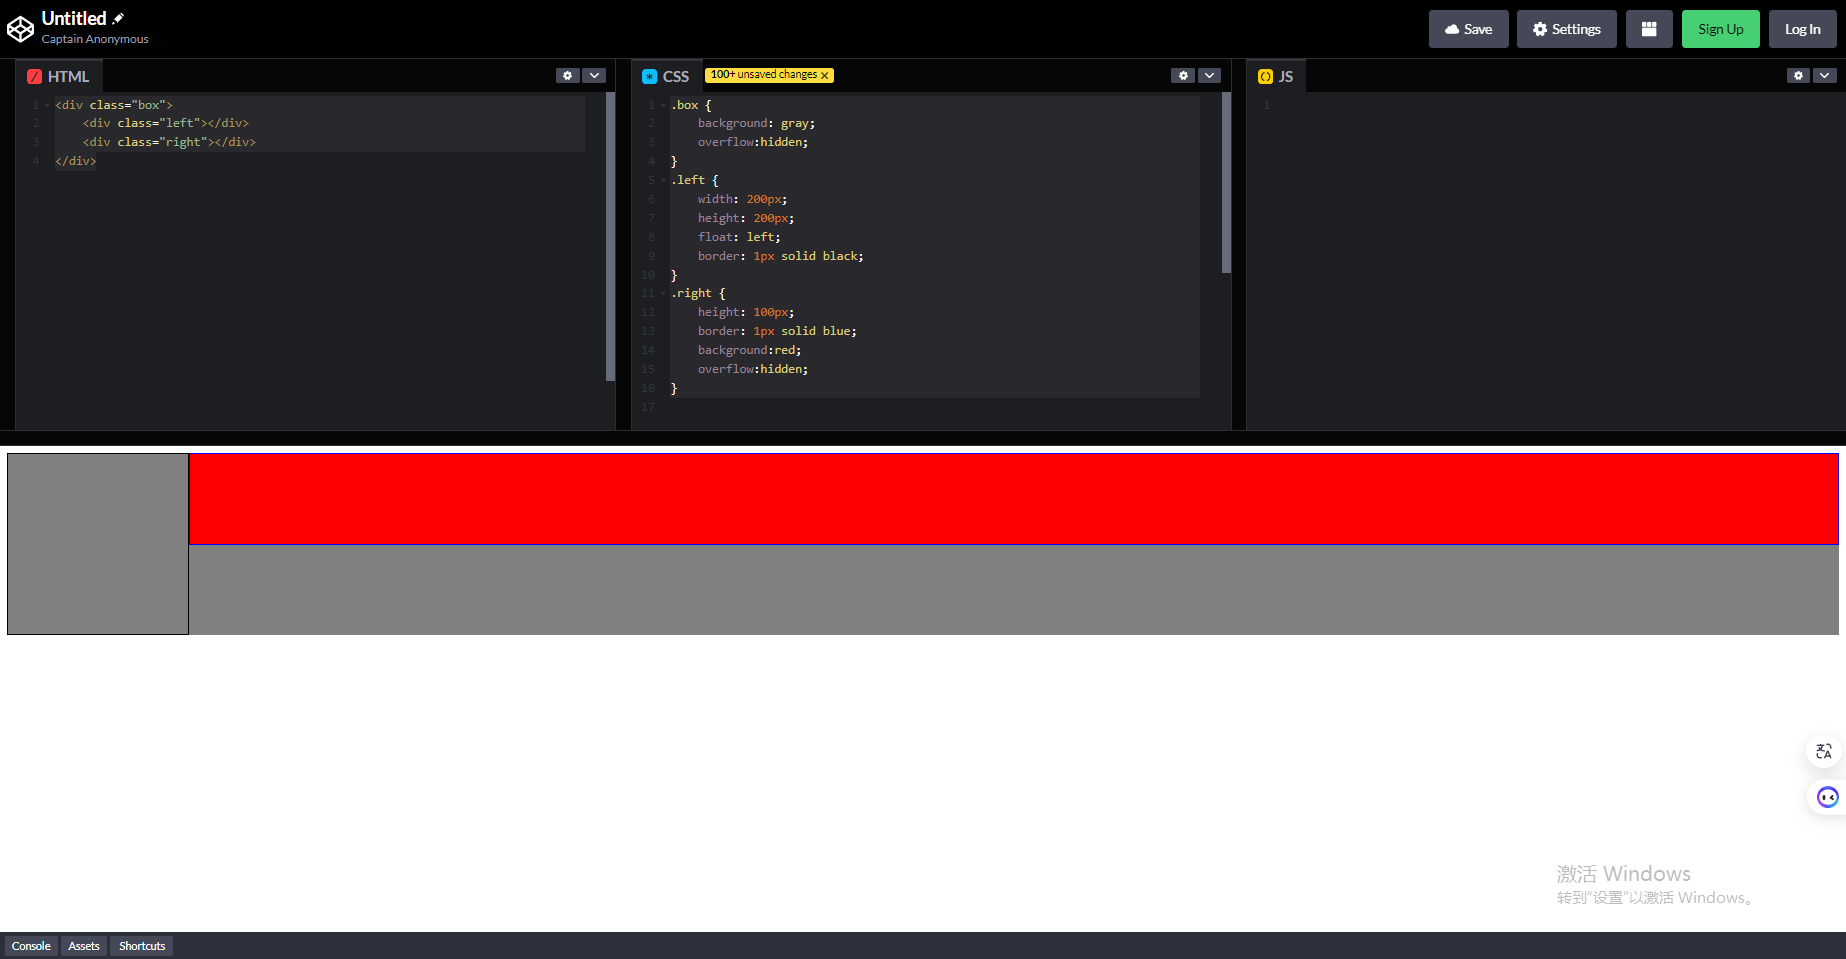 Untitled
Captain Anonymous
Save
Settings
Sign Up
Log In
HTML
1 <div class="box">
2 <div class="left"></div>
3 <div class="right"></div>
4 </div>
CSS
100+ unsaved changes ×
1 .box {
2 background: gray;
3 overflow:hidden;
4 }
5 .left {
6 width: 200px;
7 height: 200px;
8 float: left;
9 border: 1px solid black;
10 }
11 .right {
12 height: 100px;
13 border: 1px solid blue;
14 background:red;
15 overflow:hidden;
16 }
17
JS
1
激活 Windows
转到“设置”以激活 Windows。
Console
Assets
Shortcuts